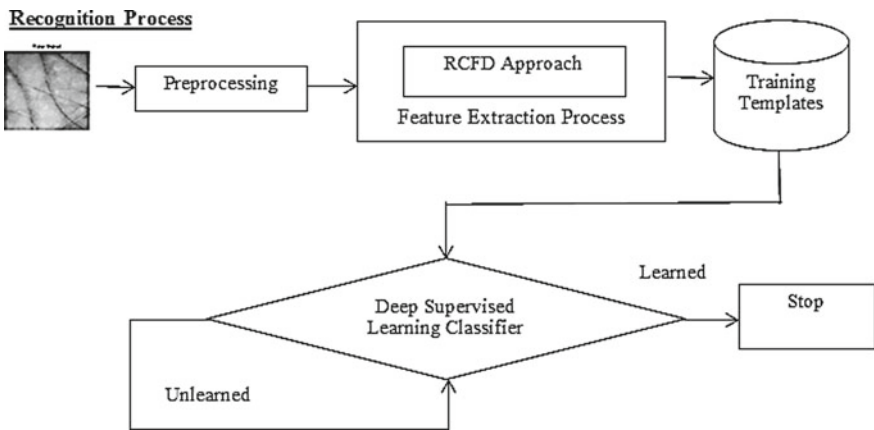 Recognition Process
Preprocessing
RCFD Approach
Feature Extraction Process
Training
Templates
Deep Supervised
Learning Classifier
Learned
Stop
Unlearned